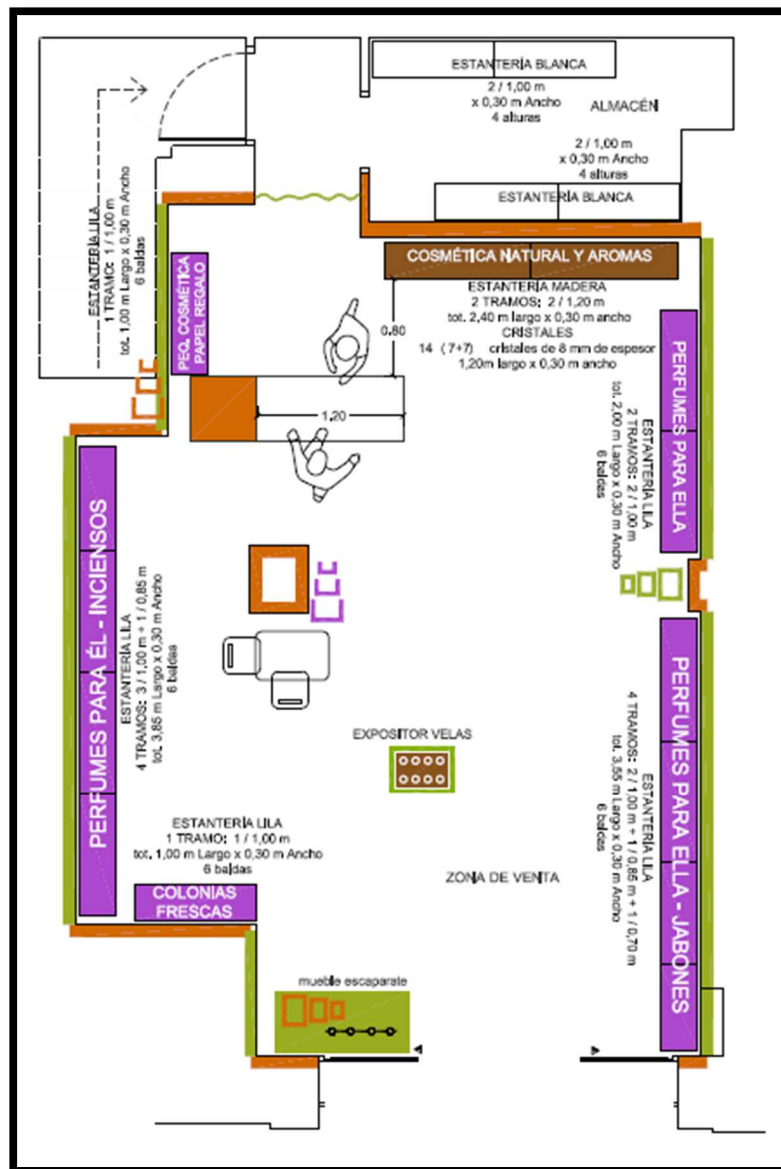 ESTANTERÍA BLANCA
2 / 1,00 m
x 0,30 m Ancho
4 alturas
ALMACÉN
2 / 1,00 m
x 0,30 m Ancho
4 alturas
ESTANTERÍA BLANCA
ESTANTERÍA LILA
1 TRAMO: 1 / 1,00 m
tot. 1,00 m Largo x 0,30 m Ancho
6 baldas
PEQ. COSMÉTICA
PAPEL REGALO
COSMÉTICA NATURAL Y AROMAS
ESTANTERÍA MADERA
2 TRAMOS: 2 / 1,20 m
tot. 2,40 m largo x 0,30 m ancho
CRISTALES
14 (7+7) cristales de 8 mm de espesor
1,20m largo x 0,30 m ancho
0.80
1.20
PERFUMES PARA ELLA
ESTANTERÍA LILA
2 TRAMOS: 2 / 1,00 m
tot. 2,00 m Largo x 0,30 m Ancho
6 baldas
PERFUMES PARA ÉL - INCIENSOS
ESTANTERÍA LILA
4 TRAMOS: 3 / 1,00 m + 1 / 0,85 m
tot. 3,85 m Largo x 0,30 m Ancho
6 baldas
EXPOSITOR VELAS
PERFUMES PARA ELLA - JABONES
ESTANTERÍA LILA
4 TRAMOS: 2 / 1,00 m + 1 / 0,85 m + 1 / 0,70 m
tot. 3,55 m Largo x 0,30 m Ancho
6 baldas
ESTANTERÍA LILA
1 TRAMO: 1 / 1,00 m
tot. 1,00 m Largo x 0,30 m Ancho
6 baldas
COLONIAS
FRESCAS
ZONA DE VENTA
mueble escaparate